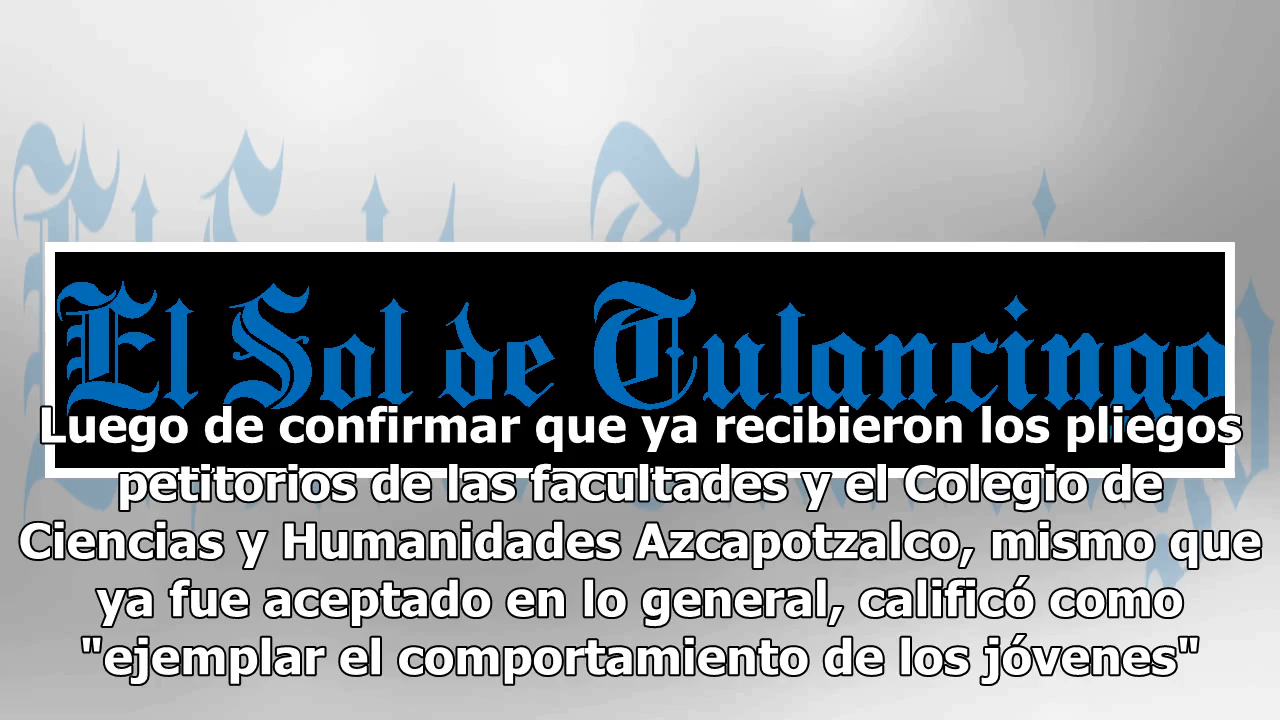 El Sol de Tulancingo
Luego de confirmar que ya recibieron los pliegos
petitorios de las facultades y el Colegio de
Ciencias y Humanidades Azcapotzalco, mismo que
ya fue aceptado en lo general, calificó como
"ejemplar el comportamiento de los jóvenes"